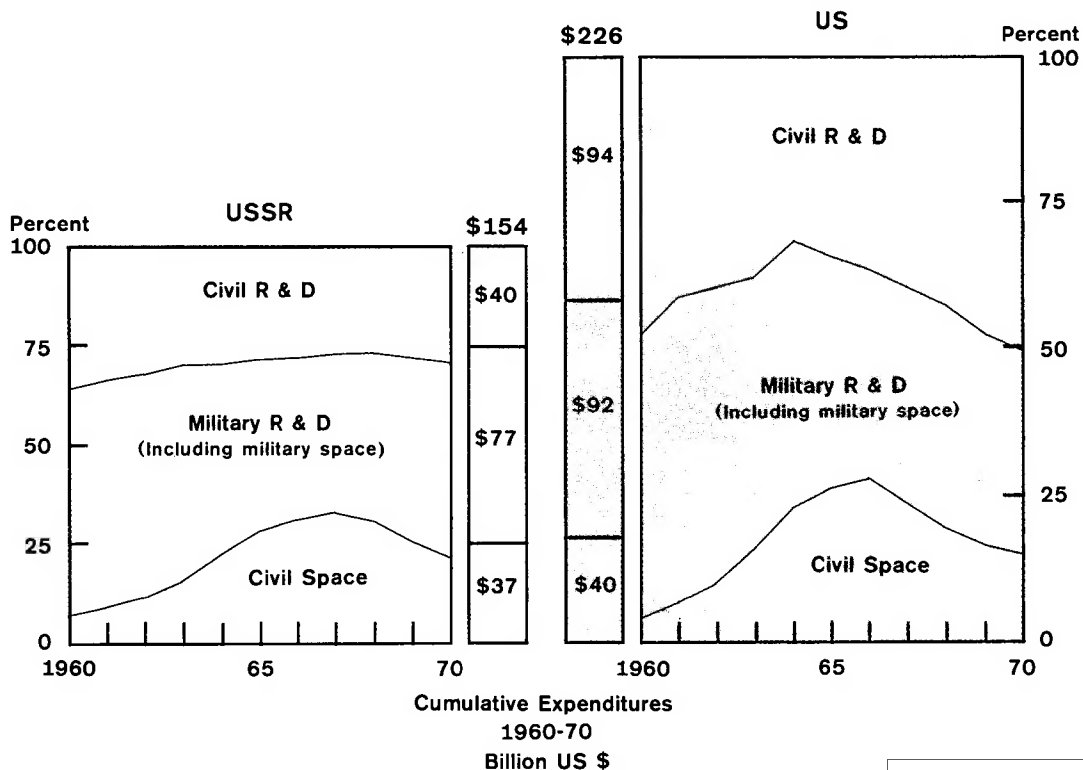 USSR
Percent
100
75
50
25
0
Civil R & D
Military R & D
(Including military space)
Civil Space
1960
65
70
$154
$40
$77
$37
$226
$94
$92
$40
US
Percent
100
75
50
25
0
Civil R & D
Military R & D
(Including military space)
Civil Space
1960
65
70
Cumulative Expenditures
1960-70
Billion US $